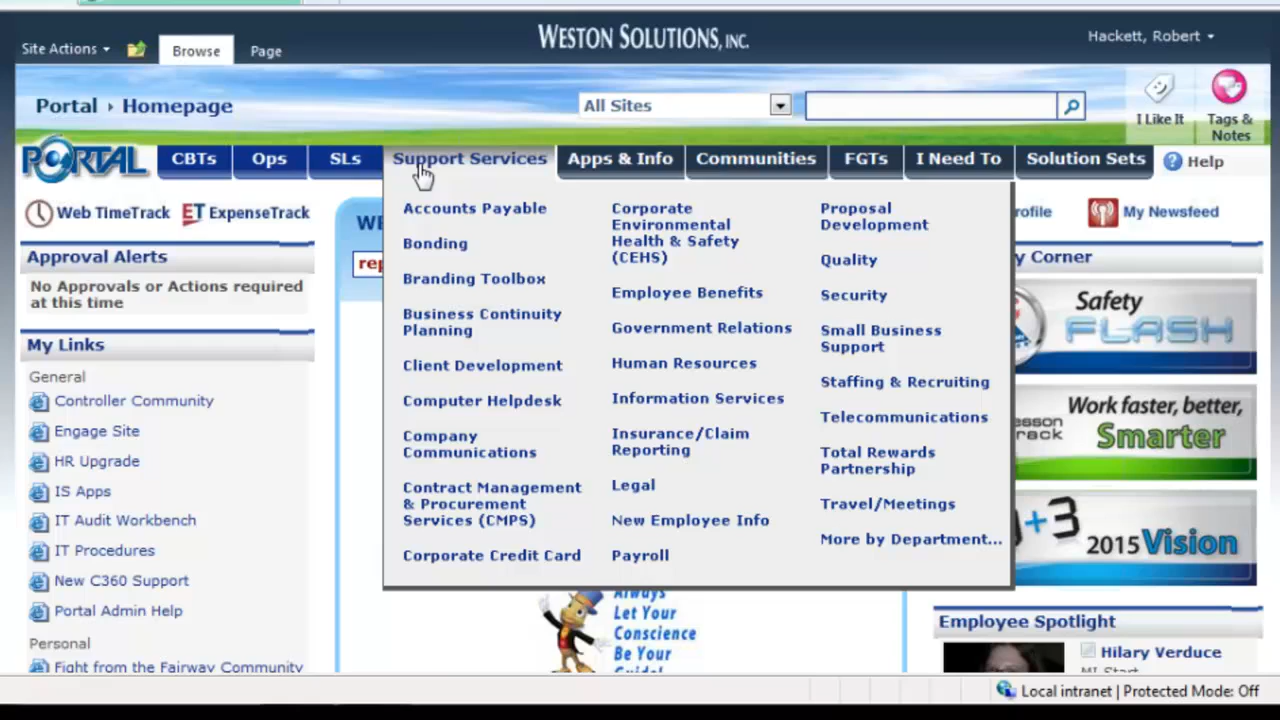 WESTON SOLUTIONS, INC.
Site Actions
Browse
Page
Hackett, Robert
Portal › Homepage
All Sites
I Like It
Tags &
Notes
PORTAL
CBTs
Ops
SLs
Support Services
Apps & Info
Communities
FGTs
I Need To
Solution Sets
Help
Web TimeTrack
ET ExpenseTrack
My Newsfeed
Approval Alerts
No Approvals or Actions required
at this time
My Links
General
Controller Community
Engage Site
HR Upgrade
IS Apps
IT Audit Workbench
IT Procedures
New C360 Support
Portal Admin Help
Personal
Fight from the Fairway Community
Accounts Payable
Bonding
Branding Toolbox
Business Continuity
Planning
Client Development
Computer Helpdesk
Company
Communications
Contract Management
& Procurement
Services (CMPS)
Corporate Credit Card
Corporate
Environmental
Health & Safety
(CEHS)
Employee Benefits
Government Relations
Human Resources
Information Services
Insurance/Claim
Reporting
Legal
New Employee Info
Payroll
Proposal
Development
Quality
Security
Small Business
Support
Staffing & Recruiting
Telecommunications
Total Rewards
Partnership
Travel/Meetings
More by Department...
Always
Let Your
Conscience
Be Your
Corner
Safety
FLASH
Work faster, better,
Smarter
+3
2015Vision
Employee Spotlight
Hilary Verduce
Local intranet | Protected Mode: Off